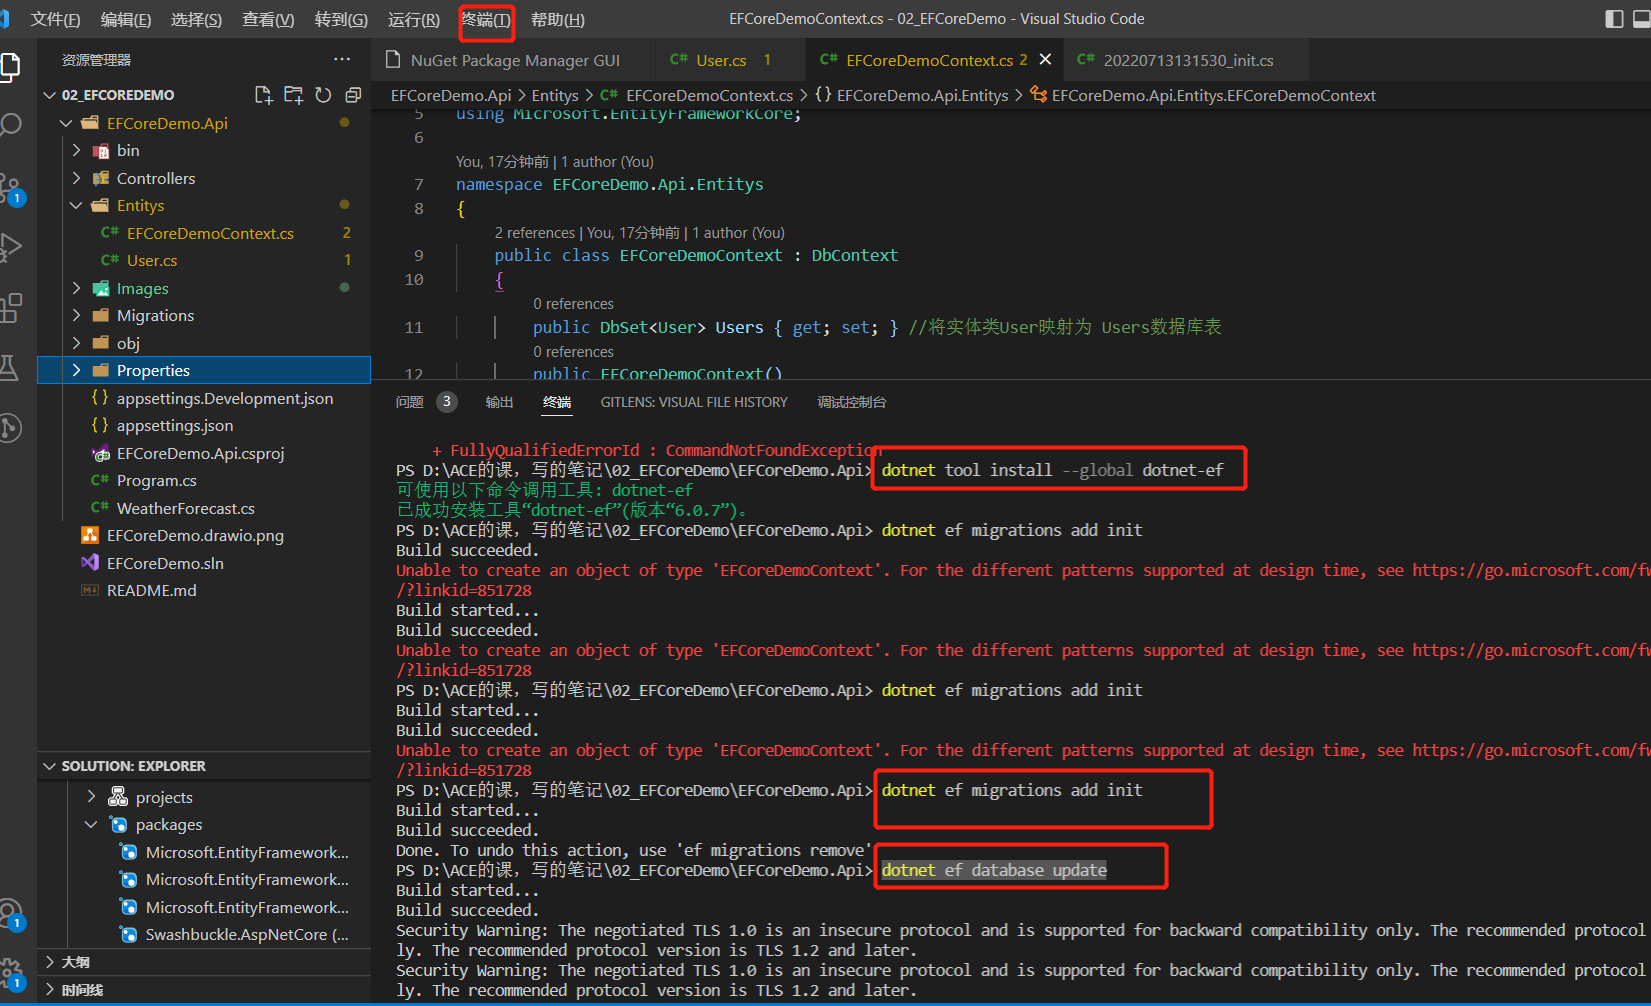 文件(F) 编辑(E) 选择(S) 查看(V) 转到(G) 运行(R) 终端(T) 帮助(H) EFCoreDemoContext.cs - 02_EFCoreDemo - Visual Studio Code
资源管理器 ···
NuGet Package Manager GUI C# User.cs 1 C# EFCoreDemoContext.cs 2 C# 20220713131530_init.cs
02_EFCOREDEMO
EFCoreDemo.Api > Entitys > C# EFCoreDemoContext.cs > {} EFCoreDemo.Api.Entitys > EFCoreDemo.Api.Entitys.EFCoreDemoContext
EFCoreDemo.Api
bin
Controllers
Entitys
C# EFCoreDemoContext.cs 2
C# User.cs 1
Images
Migrations
obj
Properties
{} appsettings.Development.json
{} appsettings.json
EFCoreDemo.Api.csproj
C# Program.cs
C# WeatherForecast.cs
EFCoreDemo.drawio.png
EFCoreDemo.sln
README.md
SOLUTION: EXPLORER
projects
packages
Microsoft.EntityFramework...
Microsoft.EntityFramework...
Microsoft.EntityFramework...
Swashbuckle.AspNetCore (...
大纲
时间线
1
1
1
5 using Microsoft.EntityFrameworkCore;
6
You, 17分钟前 | 1 author (You)
7 namespace EFCoreDemo.Api.Entitys
8 {
2 references | You, 17分钟前 | 1 author (You)
9 public class EFCoreDemoContext : DbContext
10 {
0 references
11 public DbSet<User> Users { get; set; } //将实体类User映射为 Users数据库表
0 references
12 public EFCoreDemoContext()
问题 3 输出 终端 GITLENS: VISUAL FILE HISTORY 调试控制台
+ FullyQualifiedErrorId : CommandNotFoundException
PS D:\ACE的课，写的笔记\02_EFCoreDemo\EFCoreDemo.Api> dotnet tool install --global dotnet-ef
可使用以下命令调用工具: dotnet-ef
已成功安装工具“dotnet-ef”(版本“6.0.7”)。
PS D:\ACE的课，写的笔记\02_EFCoreDemo\EFCoreDemo.Api> dotnet ef migrations add init
Build succeeded.
Unable to create an object of type 'EFCoreDemoContext'. For the different patterns supported at design time, see https://go.microsoft.com/fw
/?linkid=851728
Build started...
Build succeeded.
Unable to create an object of type 'EFCoreDemoContext'. For the different patterns supported at design time, see https://go.microsoft.com/fw
/?linkid=851728
PS D:\ACE的课，写的笔记\02_EFCoreDemo\EFCoreDemo.Api> dotnet ef migrations add init
Build started...
Build succeeded.
Unable to create an object of type 'EFCoreDemoContext'. For the different patterns supported at design time, see https://go.microsoft.com/fw
/?linkid=851728
PS D:\ACE的课，写的笔记\02_EFCoreDemo\EFCoreDemo.Api> dotnet ef migrations add init
Build started...
Build succeeded.
Done. To undo this action, use 'ef migrations remove'
PS D:\ACE的课，写的笔记\02_EFCoreDemo\EFCoreDemo.Api> dotnet ef database update
Build started...
Build succeeded.
Security Warning: The negotiated TLS 1.0 is an insecure protocol and is supported for backward compatibility only. The recommended protocol
ly. The recommended protocol version is TLS 1.2 and later.
Security Warning: The negotiated TLS 1.0 is an insecure protocol and is supported for backward compatibility only. The recommended protocol
ly. The recommended protocol version is TLS 1.2 and later.